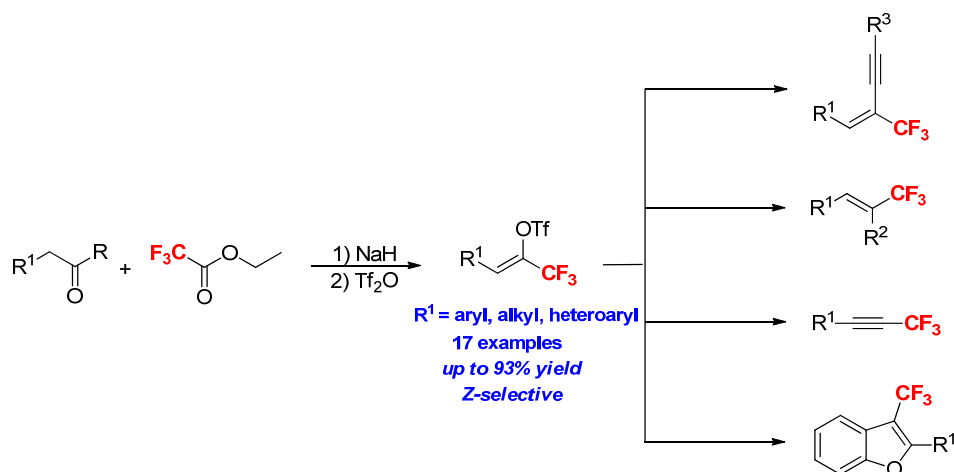 R¹
R
O
+
F₃C
O
O
1) NaH
2) Tf₂O
OTf
R¹
CF₃
R¹ = aryl, alkyl, heteroaryl
17 examples
up to 93% yield
Z-selective
R³
R¹
CF₃
R¹
CF₃
R²
R¹
CF₃
CF₃
R¹
O